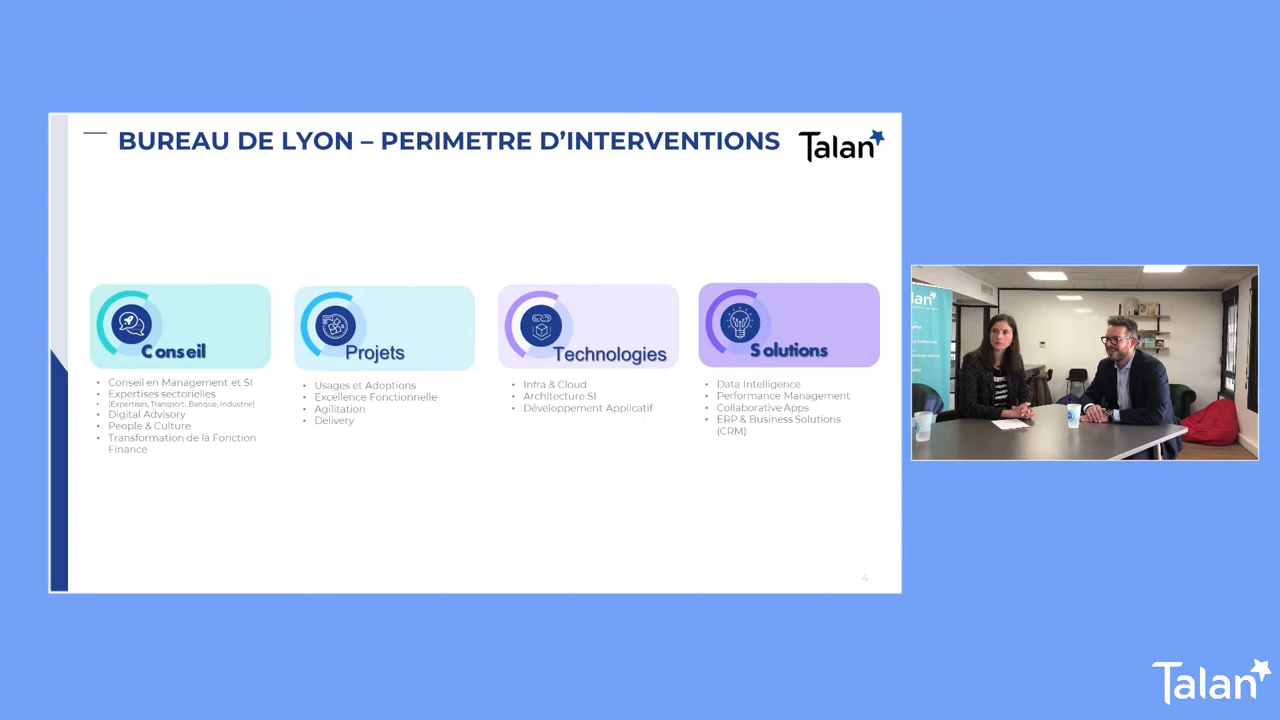 BUREAU DE LYON – PERIMETRE D'INTERVENTIONS
Talan
Conseil
• Conseil en Management et SI
• Expertises sectorielles
• (Expertises, Transport, Banque, Industrie)
• Digital Advisory
• People & Culture
• Transformation de la Fonction
Finance
Projets
• Usages et Adoptions
• Excellence Fonctionnelle
• Agilitation
• Delivery
Technologies
• Infra & Cloud
• Architecture SI
• Développement Applicatif
Solutions
• Data Intelligence
• Performance Management
• Collaborative Apps
• ERP & Business Solutions
(CRM)
4
lan
Talan